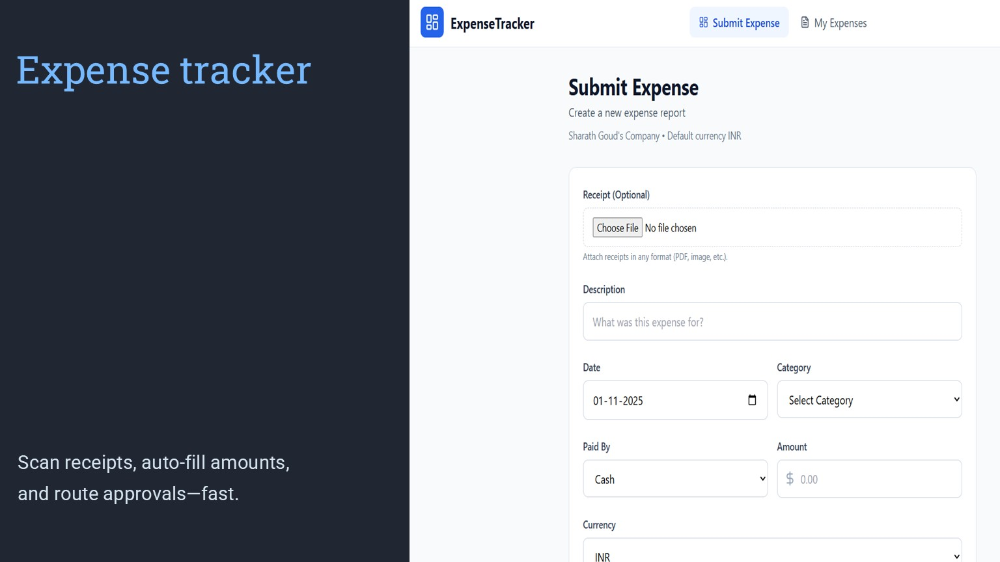 Expense tracker
Scan receipts, auto-fill amounts,
and route approvals—fast.
ExpenseTracker
Submit Expense
My Expenses
Submit Expense
Create a new expense report
Sharath Goud's Company • Default currency INR
Receipt (Optional)
Choose File No file chosen
Attach receipts in any format (PDF, image, etc.).
Description
What was this expense for?
Date
Category
01-11-2025
Select Category
Paid By
Amount
Cash
$ 0.00
Currency
INR